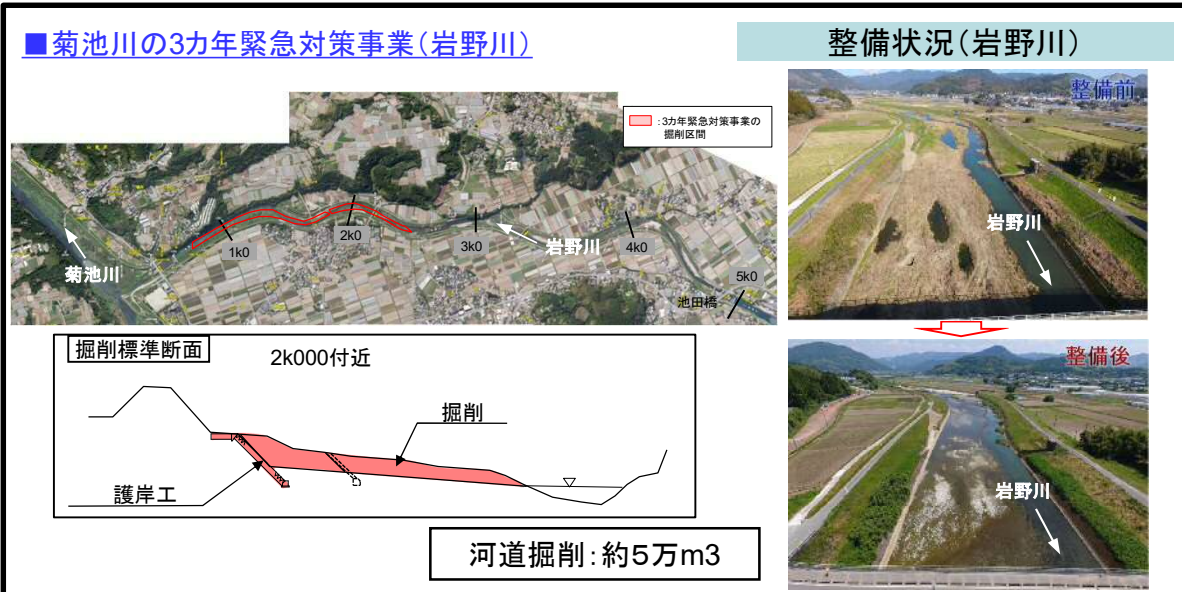 ■菊池川の3カ年緊急対策事業(岩野川)
整備状況(岩野川)
:3カ年緊急対策事業の
掘削区間
1k0
2k0
3k0
4k0
5k0
菊池川
岩野川
池田橋
整備前
岩野川
整備後
岩野川
掘削標準断面
2k000付近
掘削
護岸工
河道掘削:約5万m3